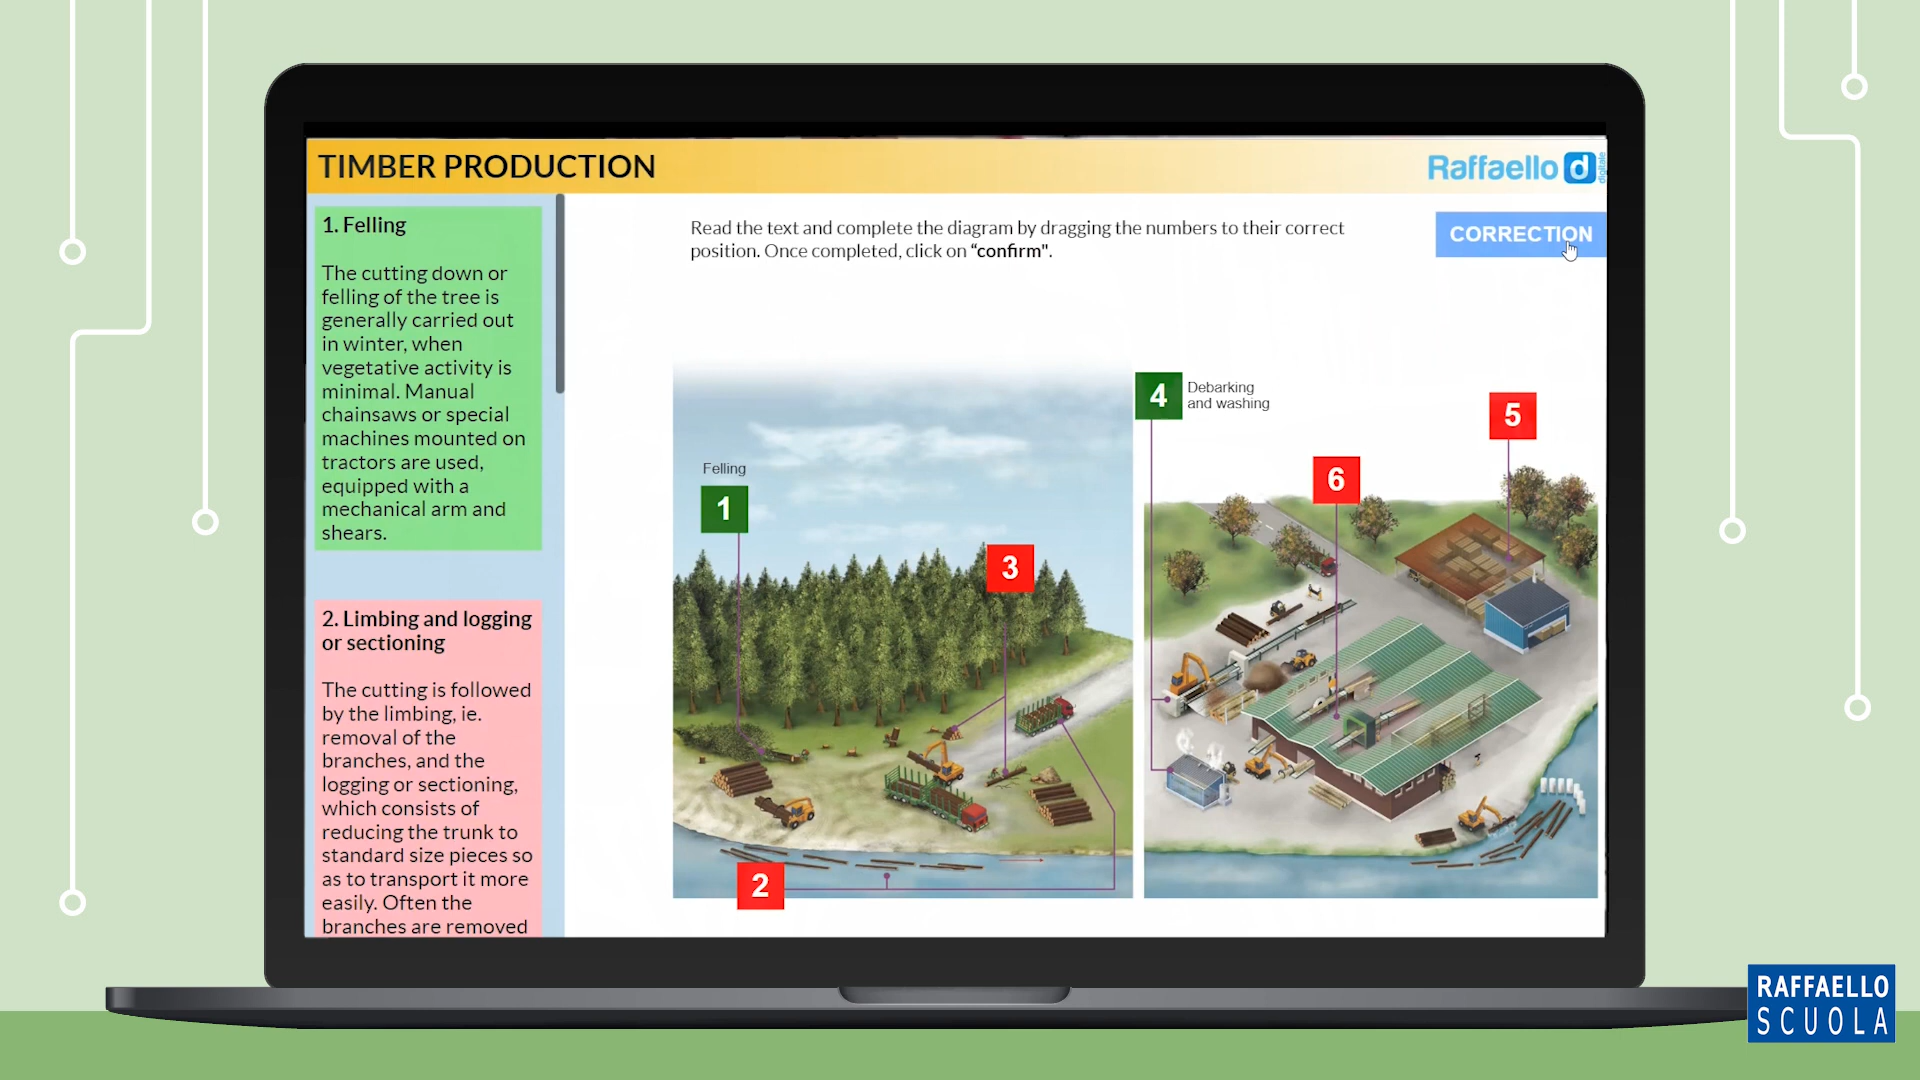 TIMBER PRODUCTION
Raffaello d
digitale
1. Felling
The cutting down or
felling of the tree is
generally carried out
in winter, when
vegetative activity is
minimal. Manual
chainsaws or special
machines mounted on
tractors are used,
equipped with a
mechanical arm and
shears.
2. Limbing and logging
or sectioning
The cutting is followed
by the limbing, ie.
removal of the
branches, and the
logging or sectioning,
which consists of
reducing the trunk to
standard size pieces so
as to transport it more
easily. Often the
branches are removed
Read the text and complete the diagram by dragging the numbers to their correct
position. Once completed, click on “confirm".
CORRECTION
Felling
1
3
2
4
Debarking
and washing
6
5
RAFFAELLO
SCUOLA